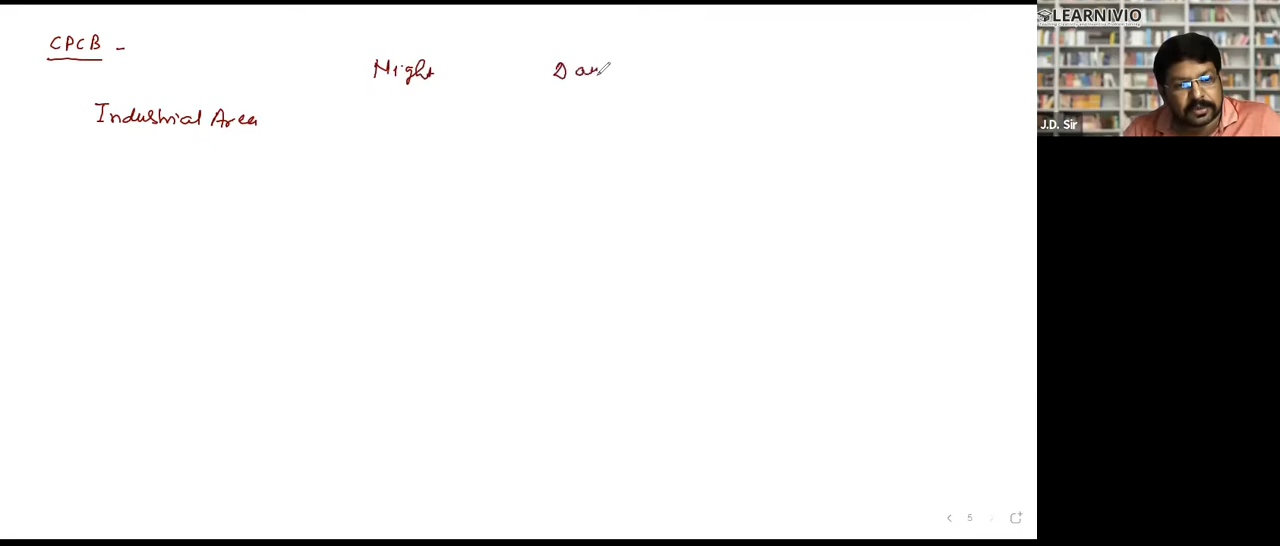 CPCB -
Night Day
Industrial Area
LEARNIVIO
J.D. Sir
5